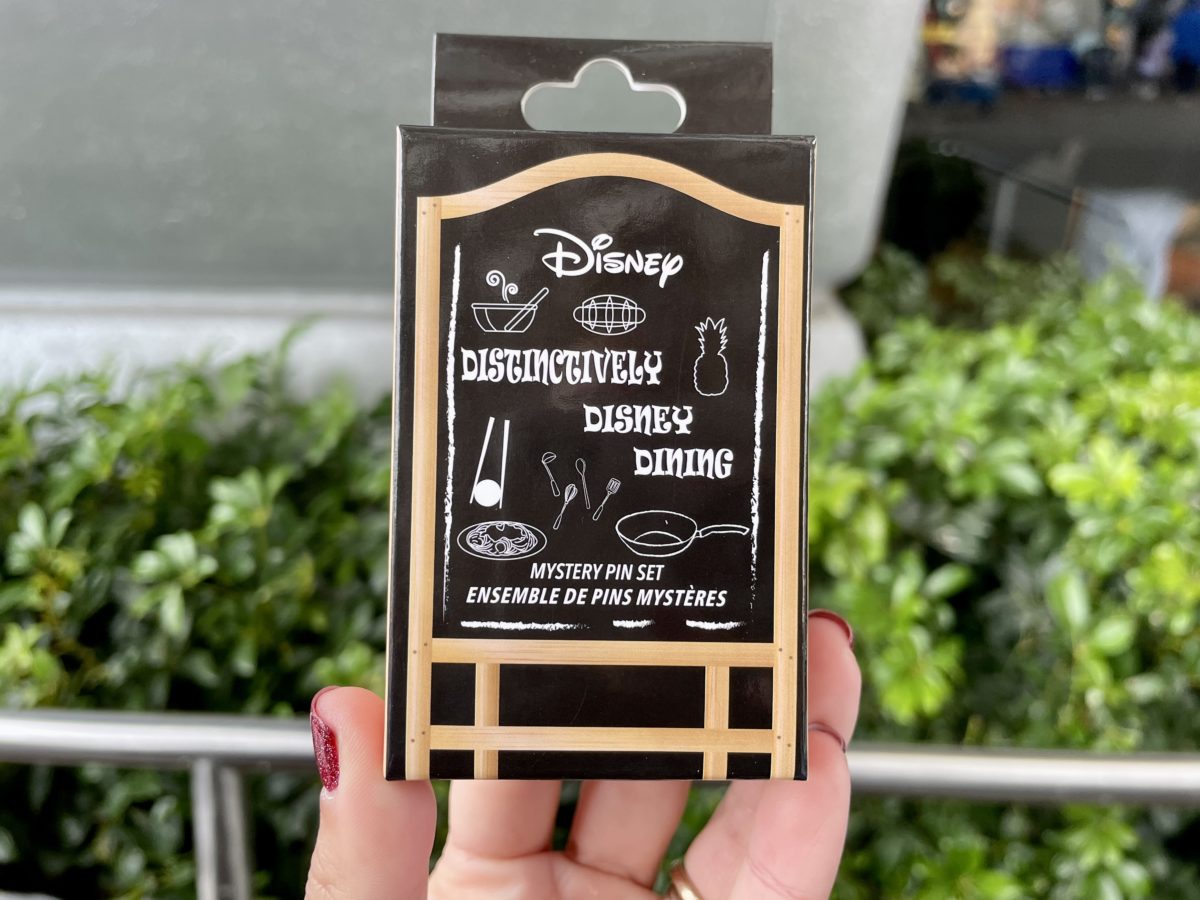 Disney
DISTINCTIVELY
DISNEY
DINING
MYSTERY PIN SET
ENSEMBLE DE PINS MYSTÈRES